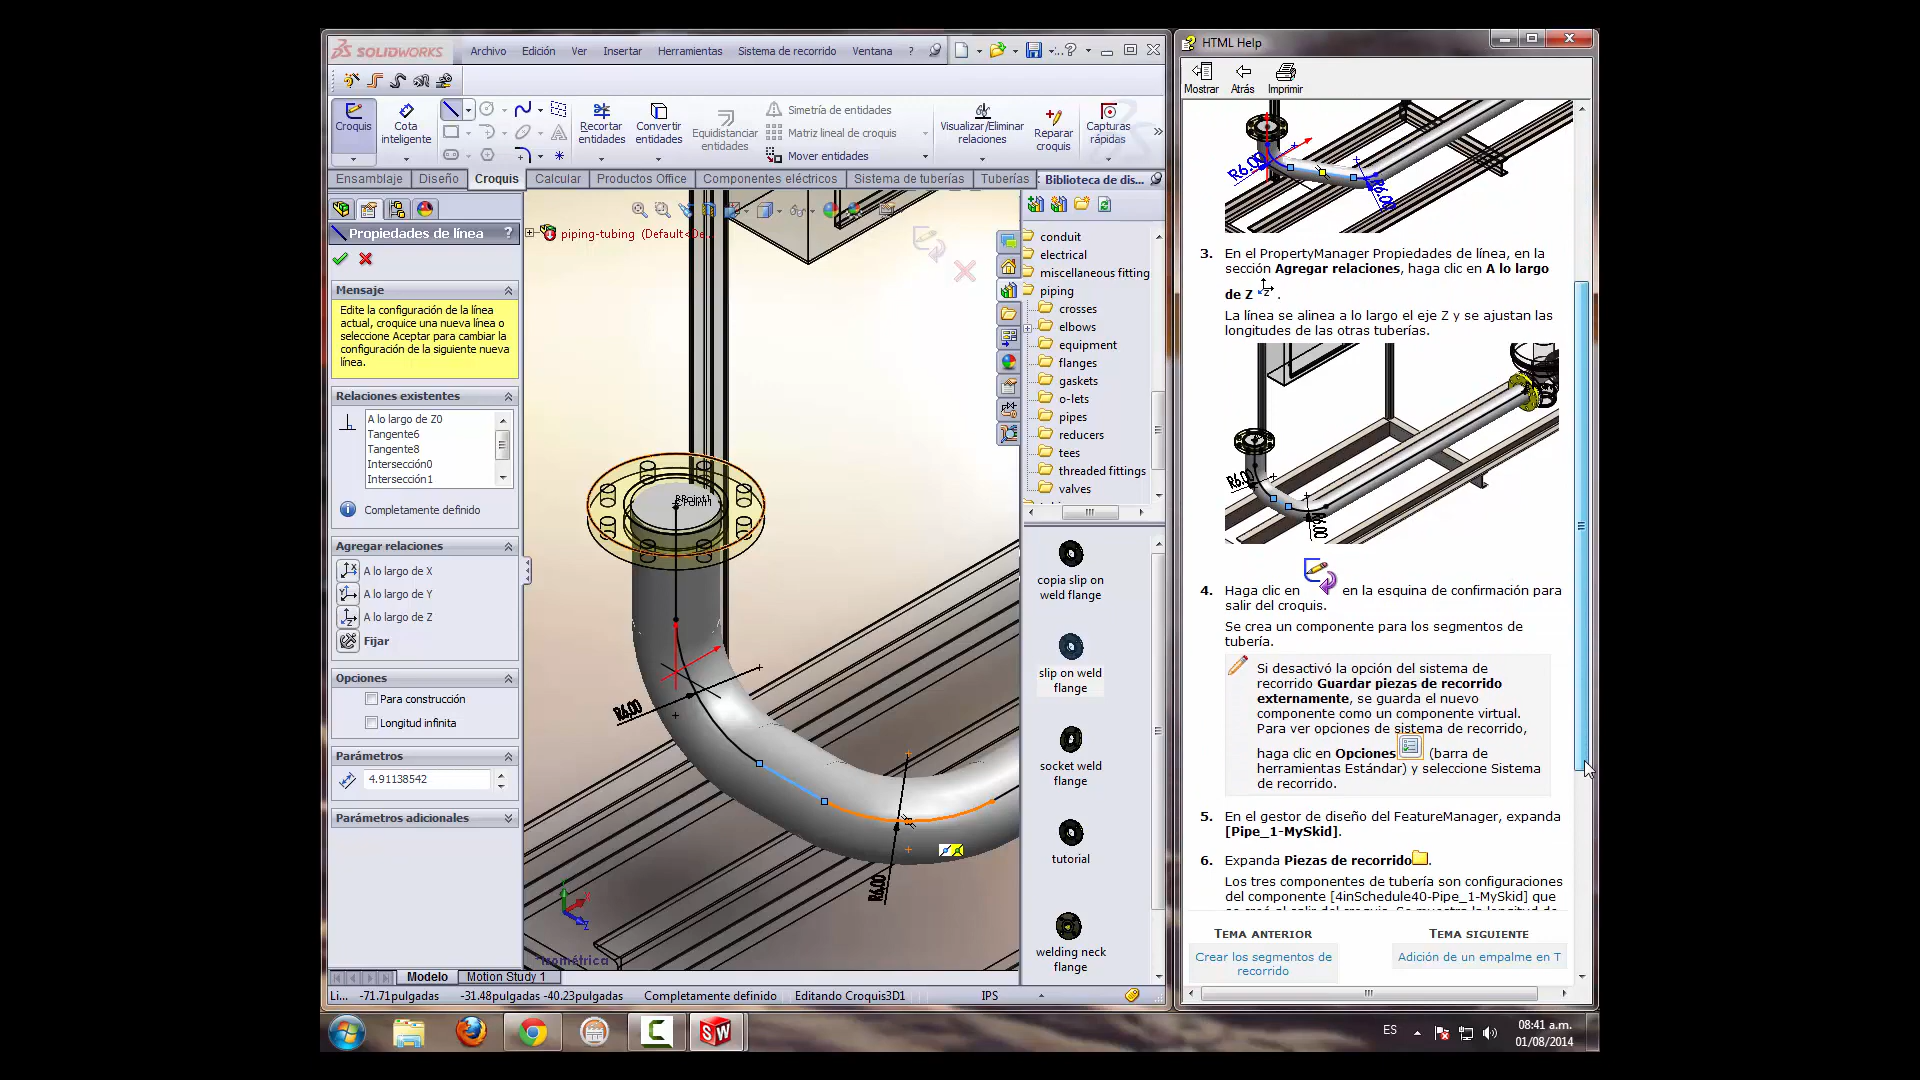 SOLIDWORKS
Archivo Edición Ver Insertar Herramientas Sistema de recorrido Ventana ?
Croquis
Cota inteligente
Recortar entidades
Convertir entidades
Equidistanciar entidades
Simetría de entidades
Matriz lineal de croquis
Mover entidades
Visualizar/Eliminar relaciones
Reparar croquis
Capturas rápidas
Ensamblaje Diseño Croquis Calcular Productos Office Componentes eléctricos Sistema de tuberías Tuberías
Biblioteca de dis...
Propiedades de línea ?
Mensaje
Edite la configuración de la línea
actual, croquice una nueva línea o
seleccione Aceptar para cambiar la
configuración de la siguiente nueva
línea.
Relaciones existentes
A lo largo de Z0
Tangente6
Tangente8
Intersección0
Intersección1
Completamente definido
Agregar relaciones
A lo largo de X
A lo largo de Y
A lo largo de Z
Fijar
Opciones
Para construcción
Longitud infinita
Parámetros
4.91138542
Parámetros adicionales
piping-tubing (Default<De
R6,00
R6,00
Z
Isométrica
conduit
electrical
miscellaneous fitting
piping
crosses
elbows
equipment
flanges
gaskets
o-lets
pipes
reducers
tees
threaded fittings
valves
copia slip on
weld flange
slip on weld
flange
socket weld
flange
tutorial
welding neck
flange
Modelo Motion Study 1
Li... -71.71pulgadas -31.48pulgadas -40.23pulgadas Completamente definido Editando Croquis3D1 IPS
HTML Help
Mostrar Atrás Imprimir
R6,00
R6,00
3. En el PropertyManager Propiedades de línea, en la
sección Agregar relaciones, haga clic en A lo largo
de Z .
La línea se alinea a lo largo el eje Z y se ajustan las
longitudes de las otras tuberías.
R6,00
R6,00
4. Haga clic en en la esquina de confirmación para
salir del croquis.
Se crea un componente para los segmentos de
tubería.
Si desactivó la opción del sistema de
recorrido Guardar piezas de recorrido
externamente, se guarda el nuevo
componente como un componente virtual.
Para ver opciones de sistema de recorrido,
haga clic en Opciones (barra de
herramientas Estándar) y seleccione Sistema
de recorrido.
5. En el gestor de diseño del FeatureManager, expanda
[Pipe_1-MySkid].
6. Expanda Piezas de recorrido .
Los tres componentes de tubería son configuraciones
del componente [4inSchedule40-Pipe_1-MySkid] que
TEMA ANTERIOR
Crear los segmentos de
recorrido
TEMA SIGUIENTE
Adición de un empalme en T
ES
08:41 a.m.
01/08/2014